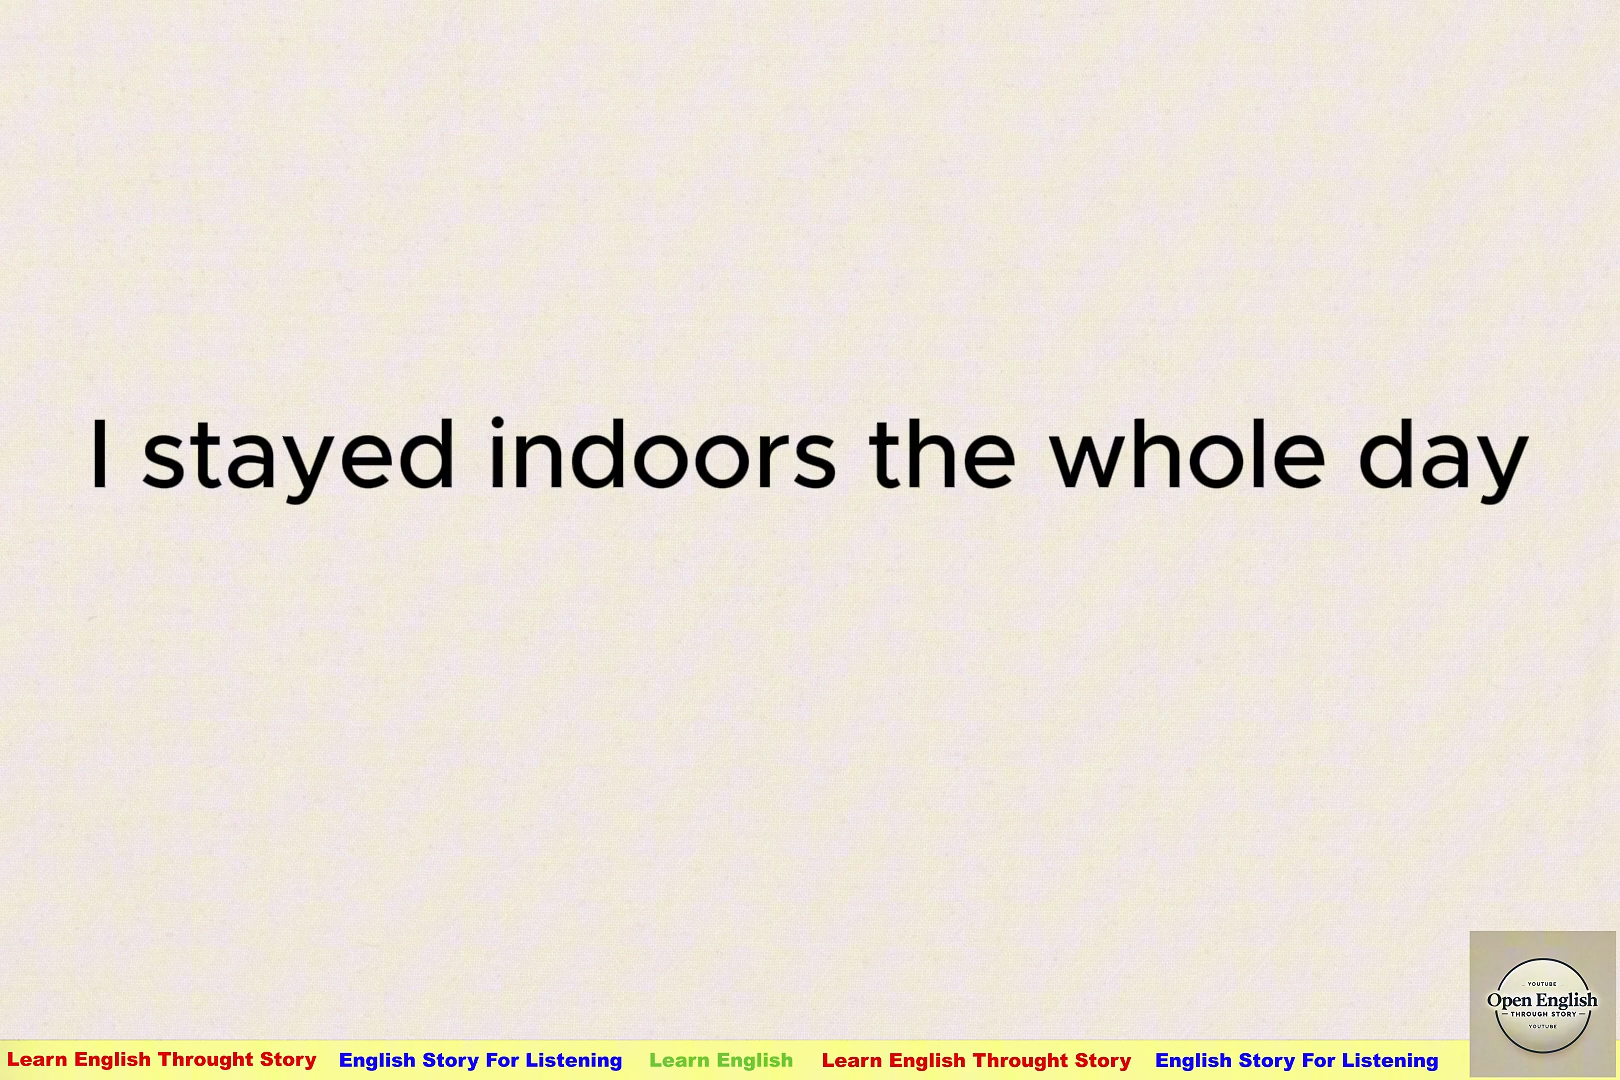 I stayed indoors the whole day
YOUTUBE
Open English
THROUGH STORY
YOUTUBE
Learn English Throught Story English Story For Listening Learn English Learn English Throught Story English Story For Listening